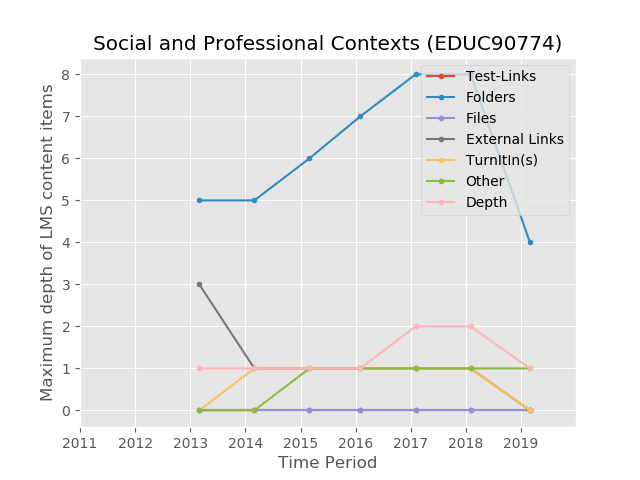 Social and Professional Contexts (EDUC90774)
Maximum depth of LMS content items
8
7
6
5
4
3
2
1
0
Test-Links
Folders
Files
External Links
TurnItIn(s)
Other
Depth
2011 2012 2013 2014 2015 2016 2017 2018 2019
Time Period